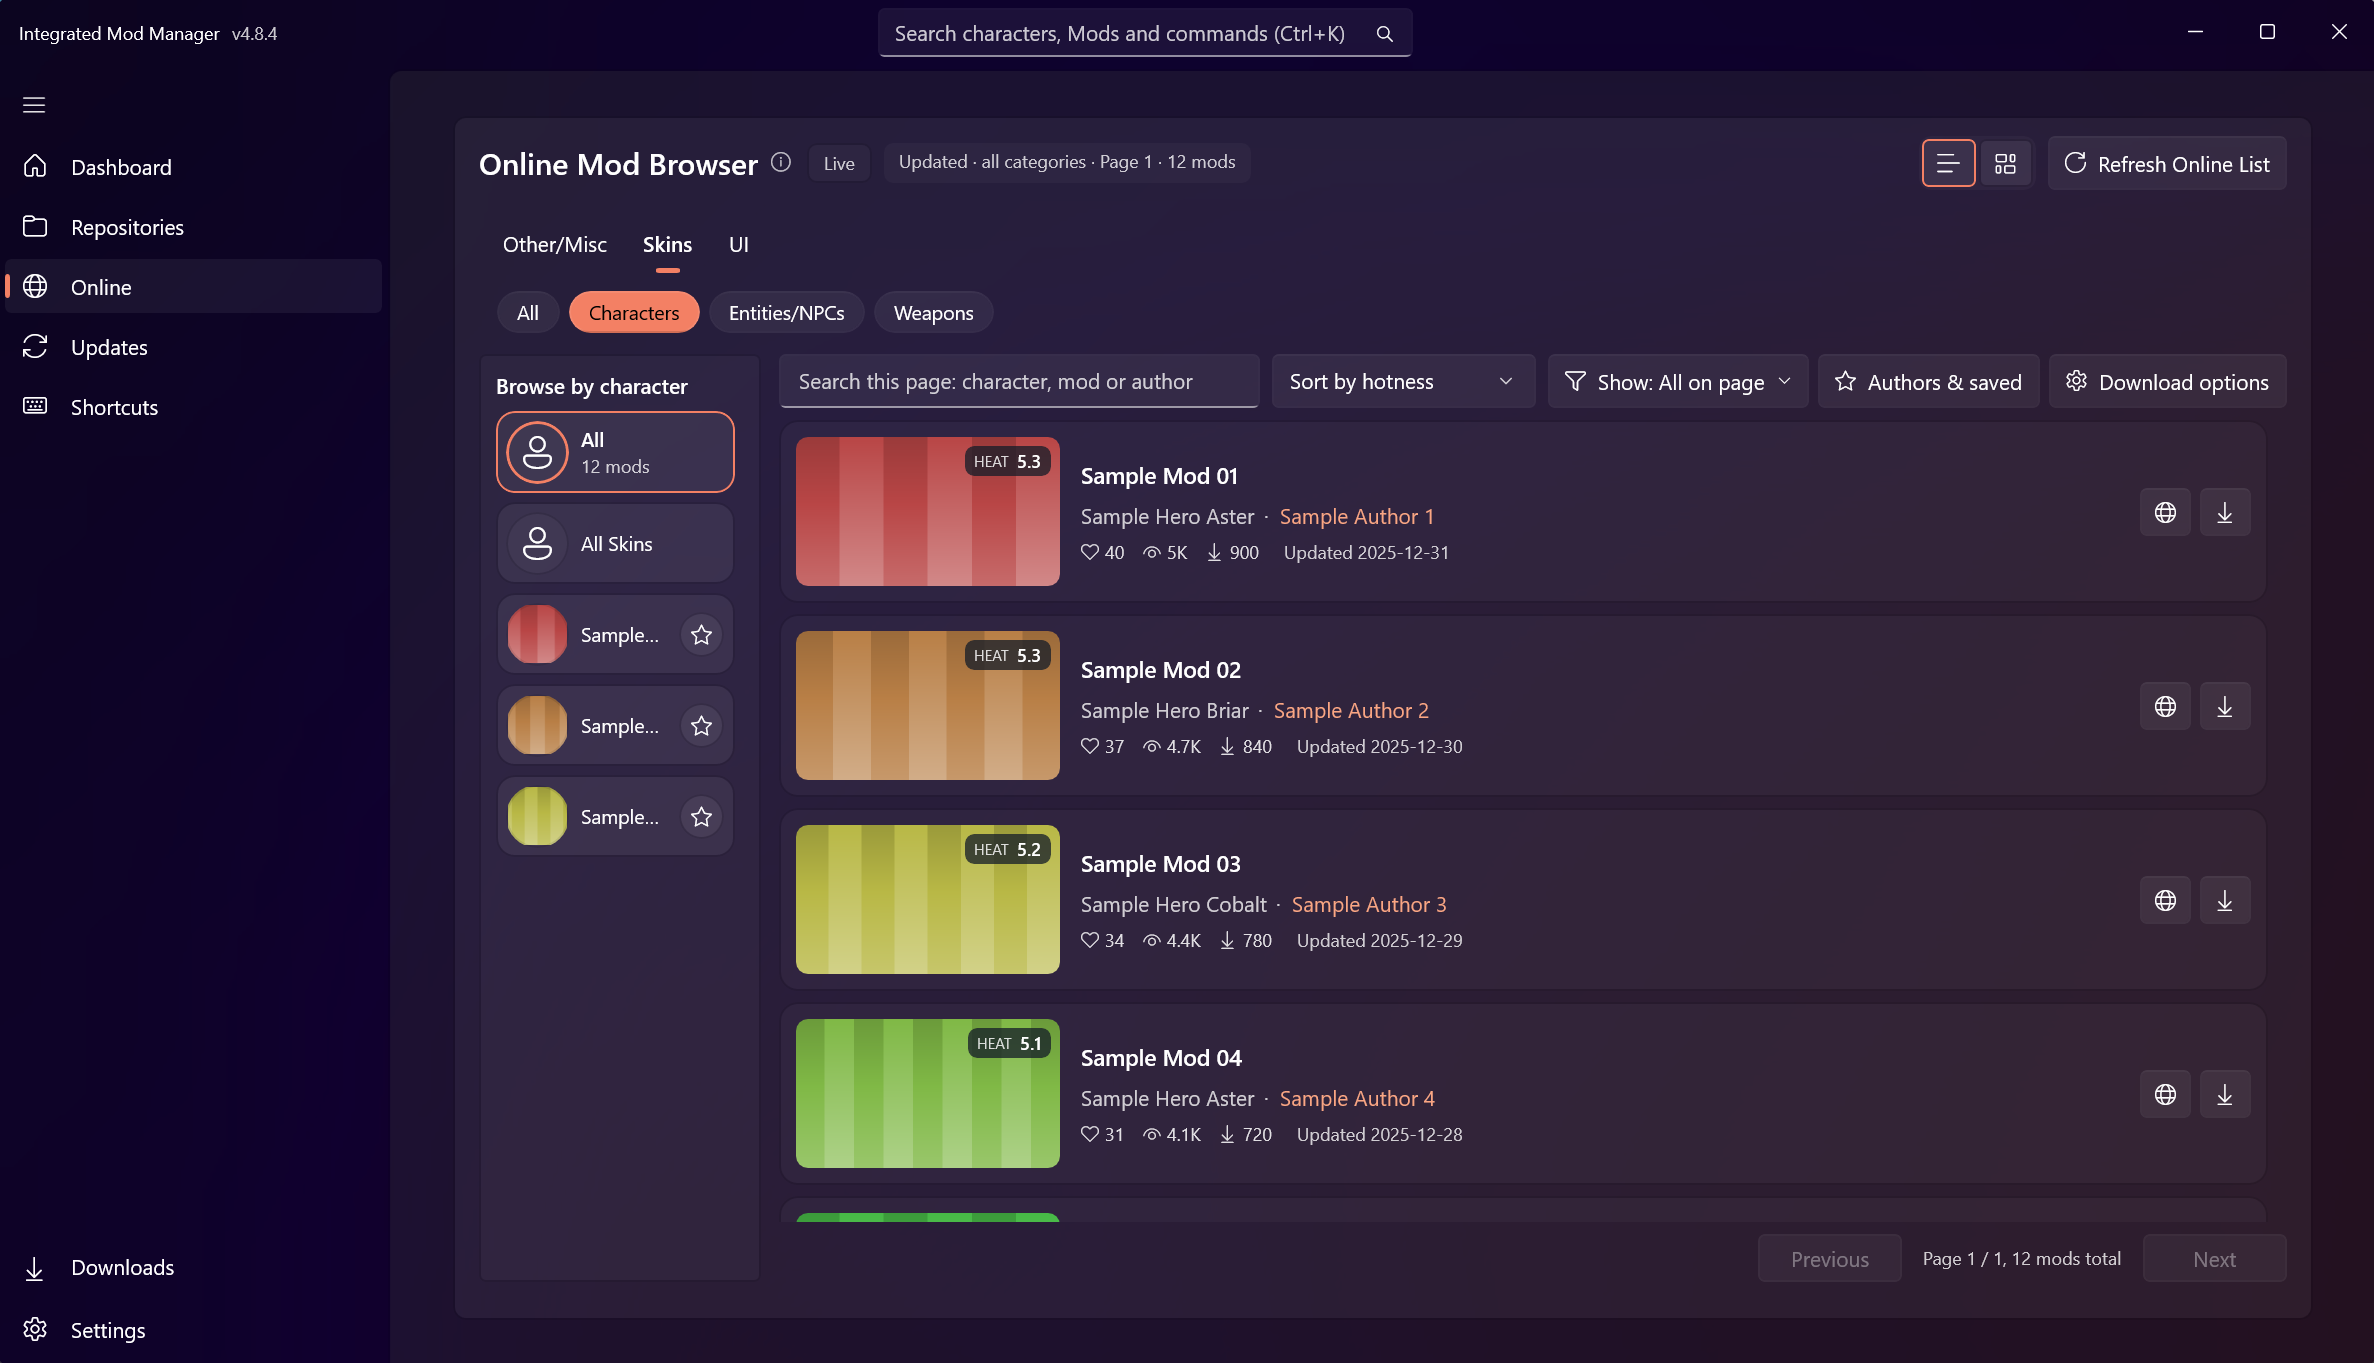 Integrated Mod Manager v4.8.4
Search characters, Mods and commands (Ctrl+K)
Dashboard
Repositories
Online
Updates
Shortcuts
Downloads
Settings
Online Mod Browser
Live
Updated · all categories · Page 1 · 12 mods
Refresh Online List
Other/Misc
Skins
UI
All
Characters
Entities/NPCs
Weapons
Browse by character
All
12 mods
All Skins
Sample...
Sample...
Sample...
Search this page: character, mod or author
Sort by hotness
Show: All on page
Authors & saved
Download options
HEAT 5.3
Sample Mod 01
Sample Hero Aster · Sample Author 1
40 5K 900 Updated 2025-12-31
HEAT 5.3
Sample Mod 02
Sample Hero Briar · Sample Author 2
37 4.7K 840 Updated 2025-12-30
HEAT 5.2
Sample Mod 03
Sample Hero Cobalt · Sample Author 3
34 4.4K 780 Updated 2025-12-29
HEAT 5.1
Sample Mod 04
Sample Hero Aster · Sample Author 4
31 4.1K 720 Updated 2025-12-28
Previous
Page 1 / 1, 12 mods total
Next